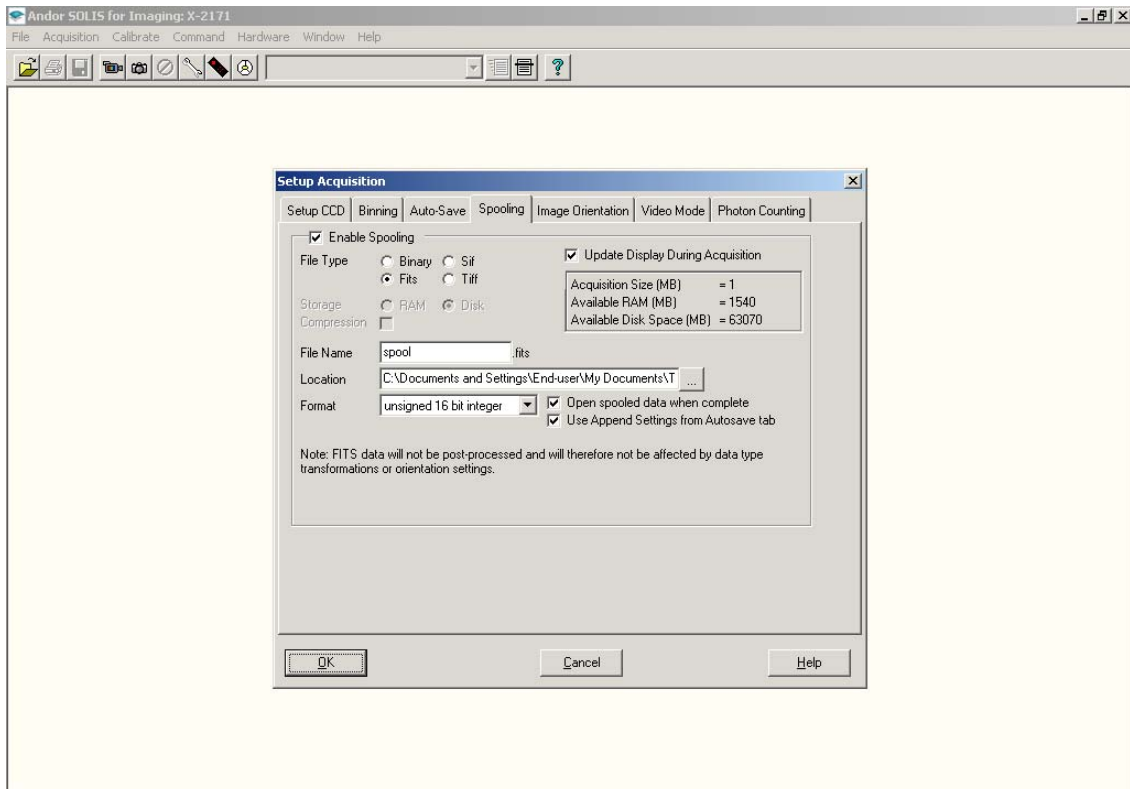 Andor SOLIS for Imaging: X-2171
File Acquisition Calibrate Command Hardware Window Help
Setup Acquisition
Setup CCD Binning Auto-Save Spooling Image Orientation Video Mode Photon Counting
Enable Spooling
File Type Binary Sif
Fits Tiff
Update Display During Acquisition
Acquisition Size (MB) = 1
Available RAM (MB) = 1540
Available Disk Space (MB) = 63070
Storage RAM Disk
Compression
File Name spool .fits
Location C:\Documents and Settings\End-user\My Documents\T ...
Format unsigned 16 bit integer
Open spooled data when complete
Use Append Settings from Autosave tab
Note: FITS data will not be post-processed and will therefore not be affected by data type
transformations or orientation settings.
OK Cancel Help